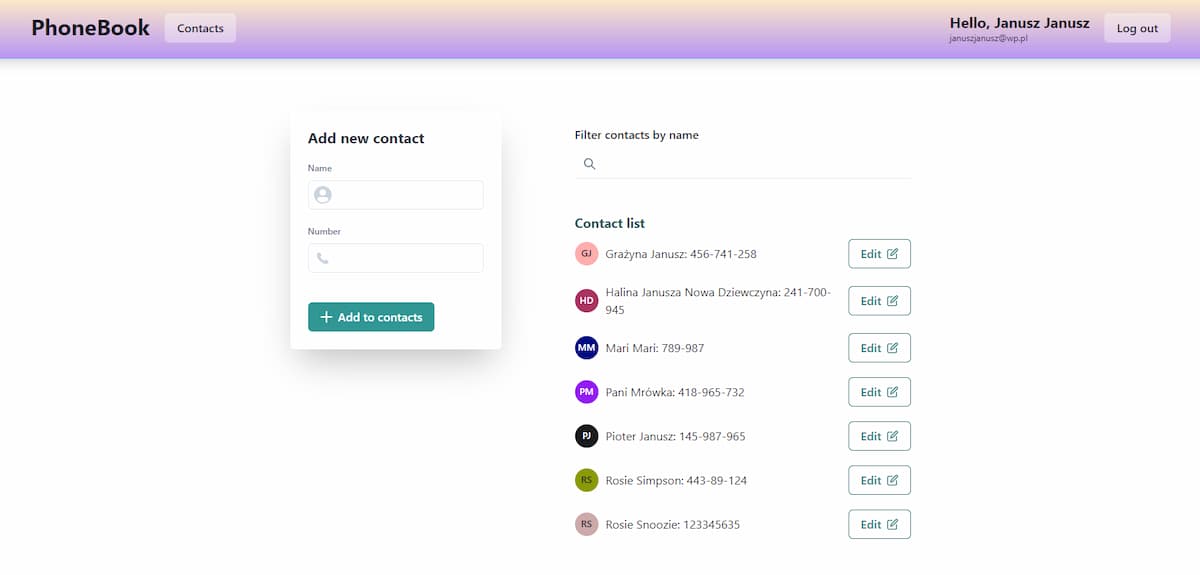 PhoneBook
Contacts
Hello, Janusz Janusz
januszjanusz@wp.pl
Log out
Add new contact
Name
Number
Add to contacts
Filter contacts by name
Contact list
GJ Grażyna Janusz: 456-741-258 Edit
HD Halina Janusza Nowa Dziewczyna: 241-700-
945 Edit
MM Mari Mari: 789-987 Edit
PM Pani Mrówka: 418-965-732 Edit
PJ Pioter Janusz: 145-987-965 Edit
RS Rosie Simpson: 443-89-124 Edit
RS Rosie Snoozie: 123345635 Edit